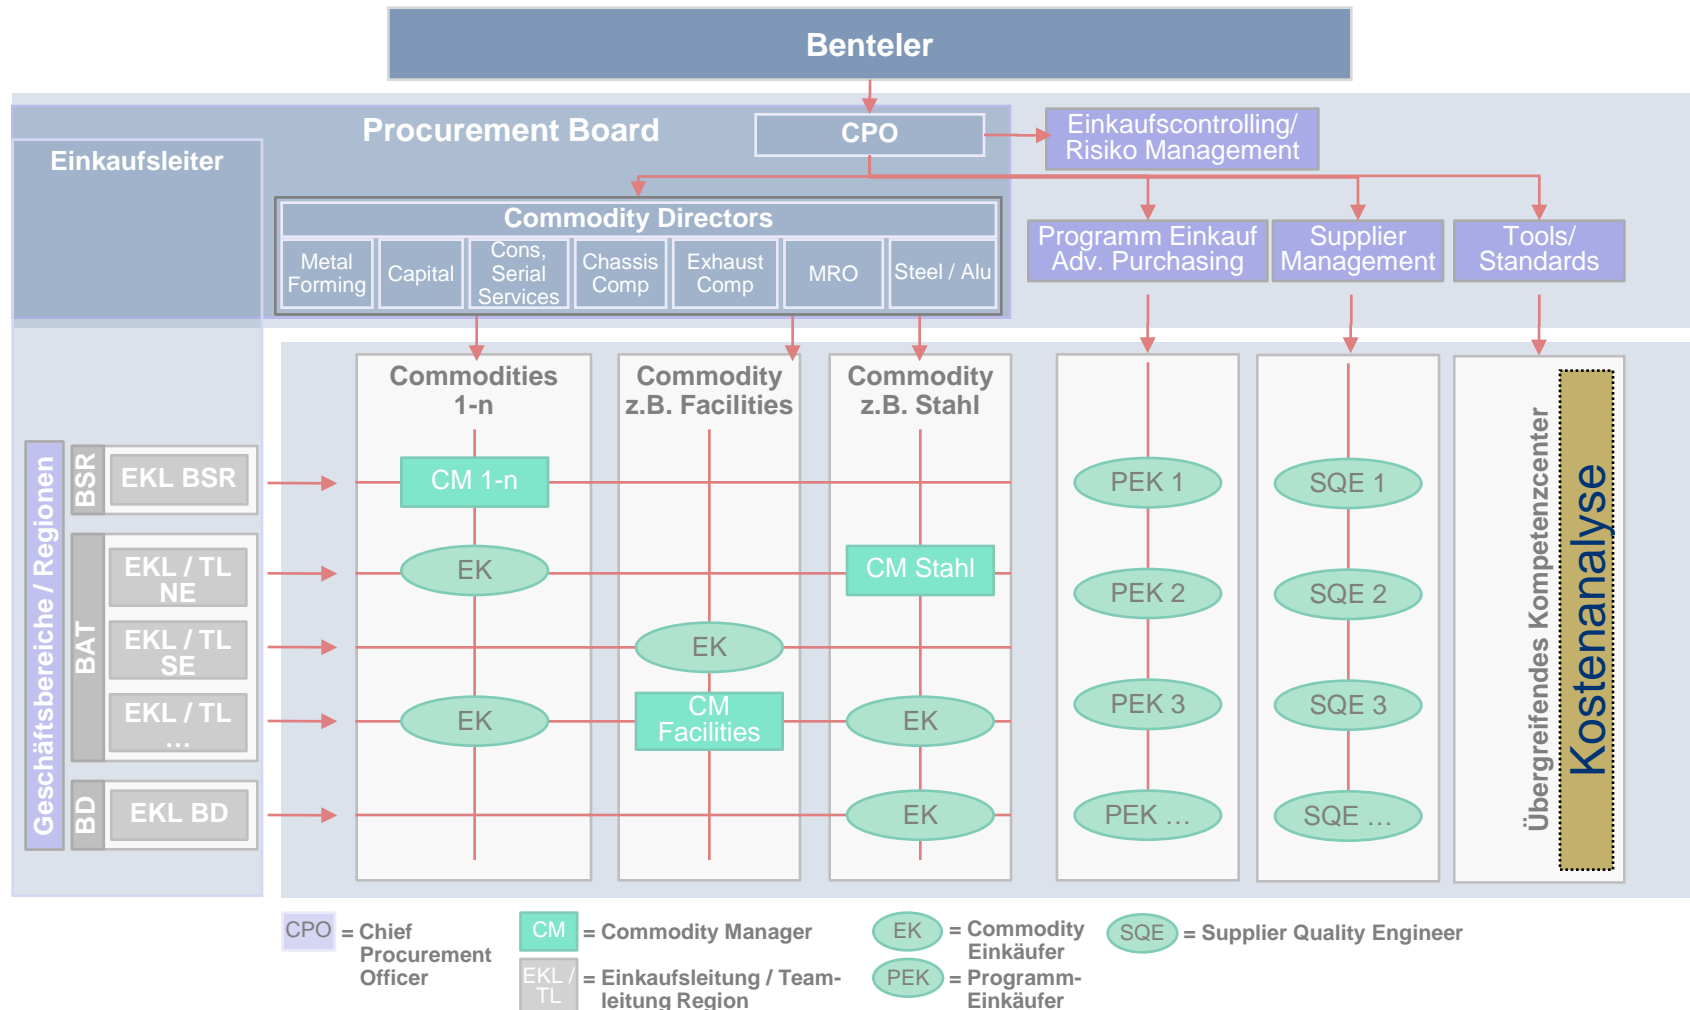 Benteler
Procurement Board
CPO
Einkaufscontrolling/
Risiko Management
Einkaufsleiter
Commodity Directors
Metal
Forming
Capital
Cons,
Serial
Services
Chassis
Comp
Exhaust
Comp
MRO
Steel / Alu
Programm Einkauf
Adv. Purchasing
Supplier
Management
Tools/
Standards
Commodities
1-n
Commodity
z.B. Facilities
Commodity
z.B. Stahl
Geschäftsbereiche / Regionen
BSR
EKL BSR
CM 1-n
PEK 1
SQE 1
BAT
EKL / TL
NE
EK
CM Stahl
PEK 2
SQE 2
EKL / TL
SE
EK
EKL / TL
…
EK
CM
Facilities
EK
PEK 3
SQE 3
BD
EKL BD
EK
PEK …
SQE …
Übergreifendes Kompetenzcenter
Kostenanalyse
CPO
= Chief
Procurement
Officer
CM
= Commodity Manager
EKL /
TL
= Einkaufsleitung / Team-
leitung Region
EK
= Commodity
Einkäufer
PEK
= Programm-
Einkäufer
SQE
= Supplier Quality Engineer